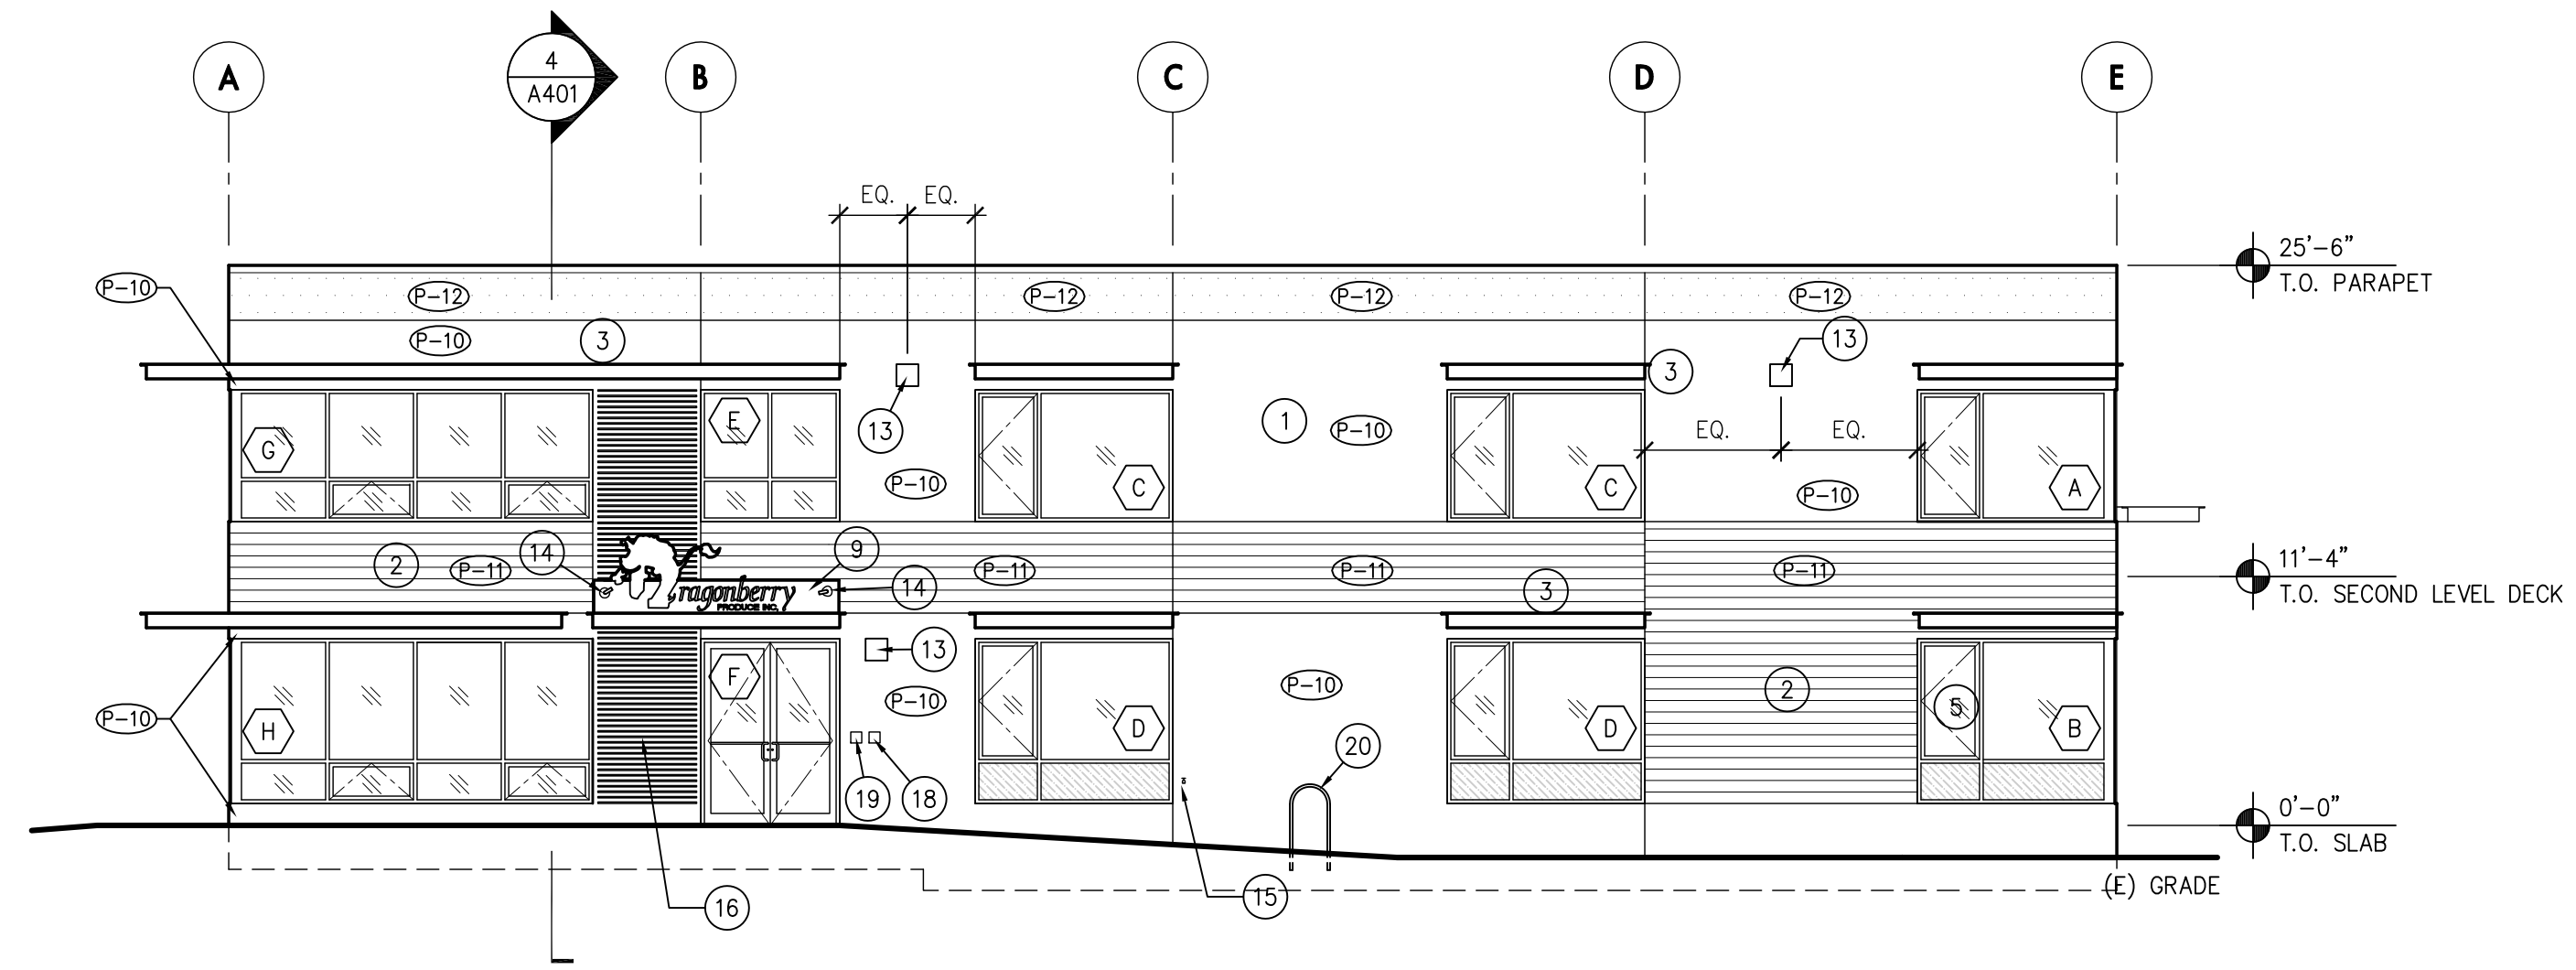 A
4
A401
B
C
D
E
EQ.
EQ.
25'-6"
T.O. PARAPET
P-10
P-12
P-12
P-12
P-12
P-10
3
13
3
13
1
P-10
EQ.
EQ.
G
E
C
C
A
P-10
P-10
2
P-11
14
9
P-11
P-11
P-11
11'-4"
T.O. SECOND LEVEL DECK
14
3
ragonberry
PRODUCE INC,
13
F
P-10
P-10
2
5
P-10
H
D
D
B
20
19
18
0'-0"
T.O. SLAB
16
15
(E) GRADE